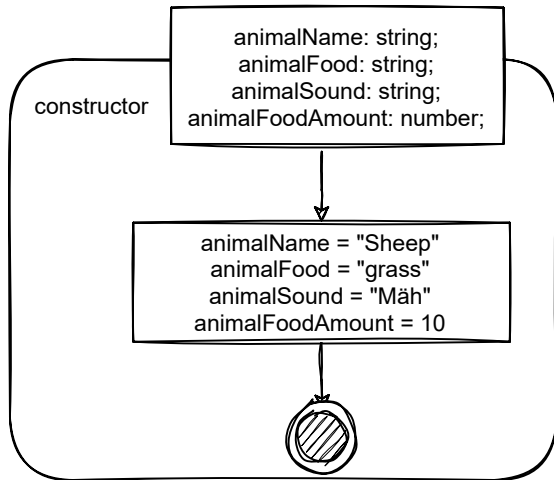 animalName: string;
animalFood: string;
animalSound: string;
animalFoodAmount: number;
constructor
animalName = "Sheep"
animalFood = "grass"
animalSound = "Mäh"
animalFoodAmount = 10